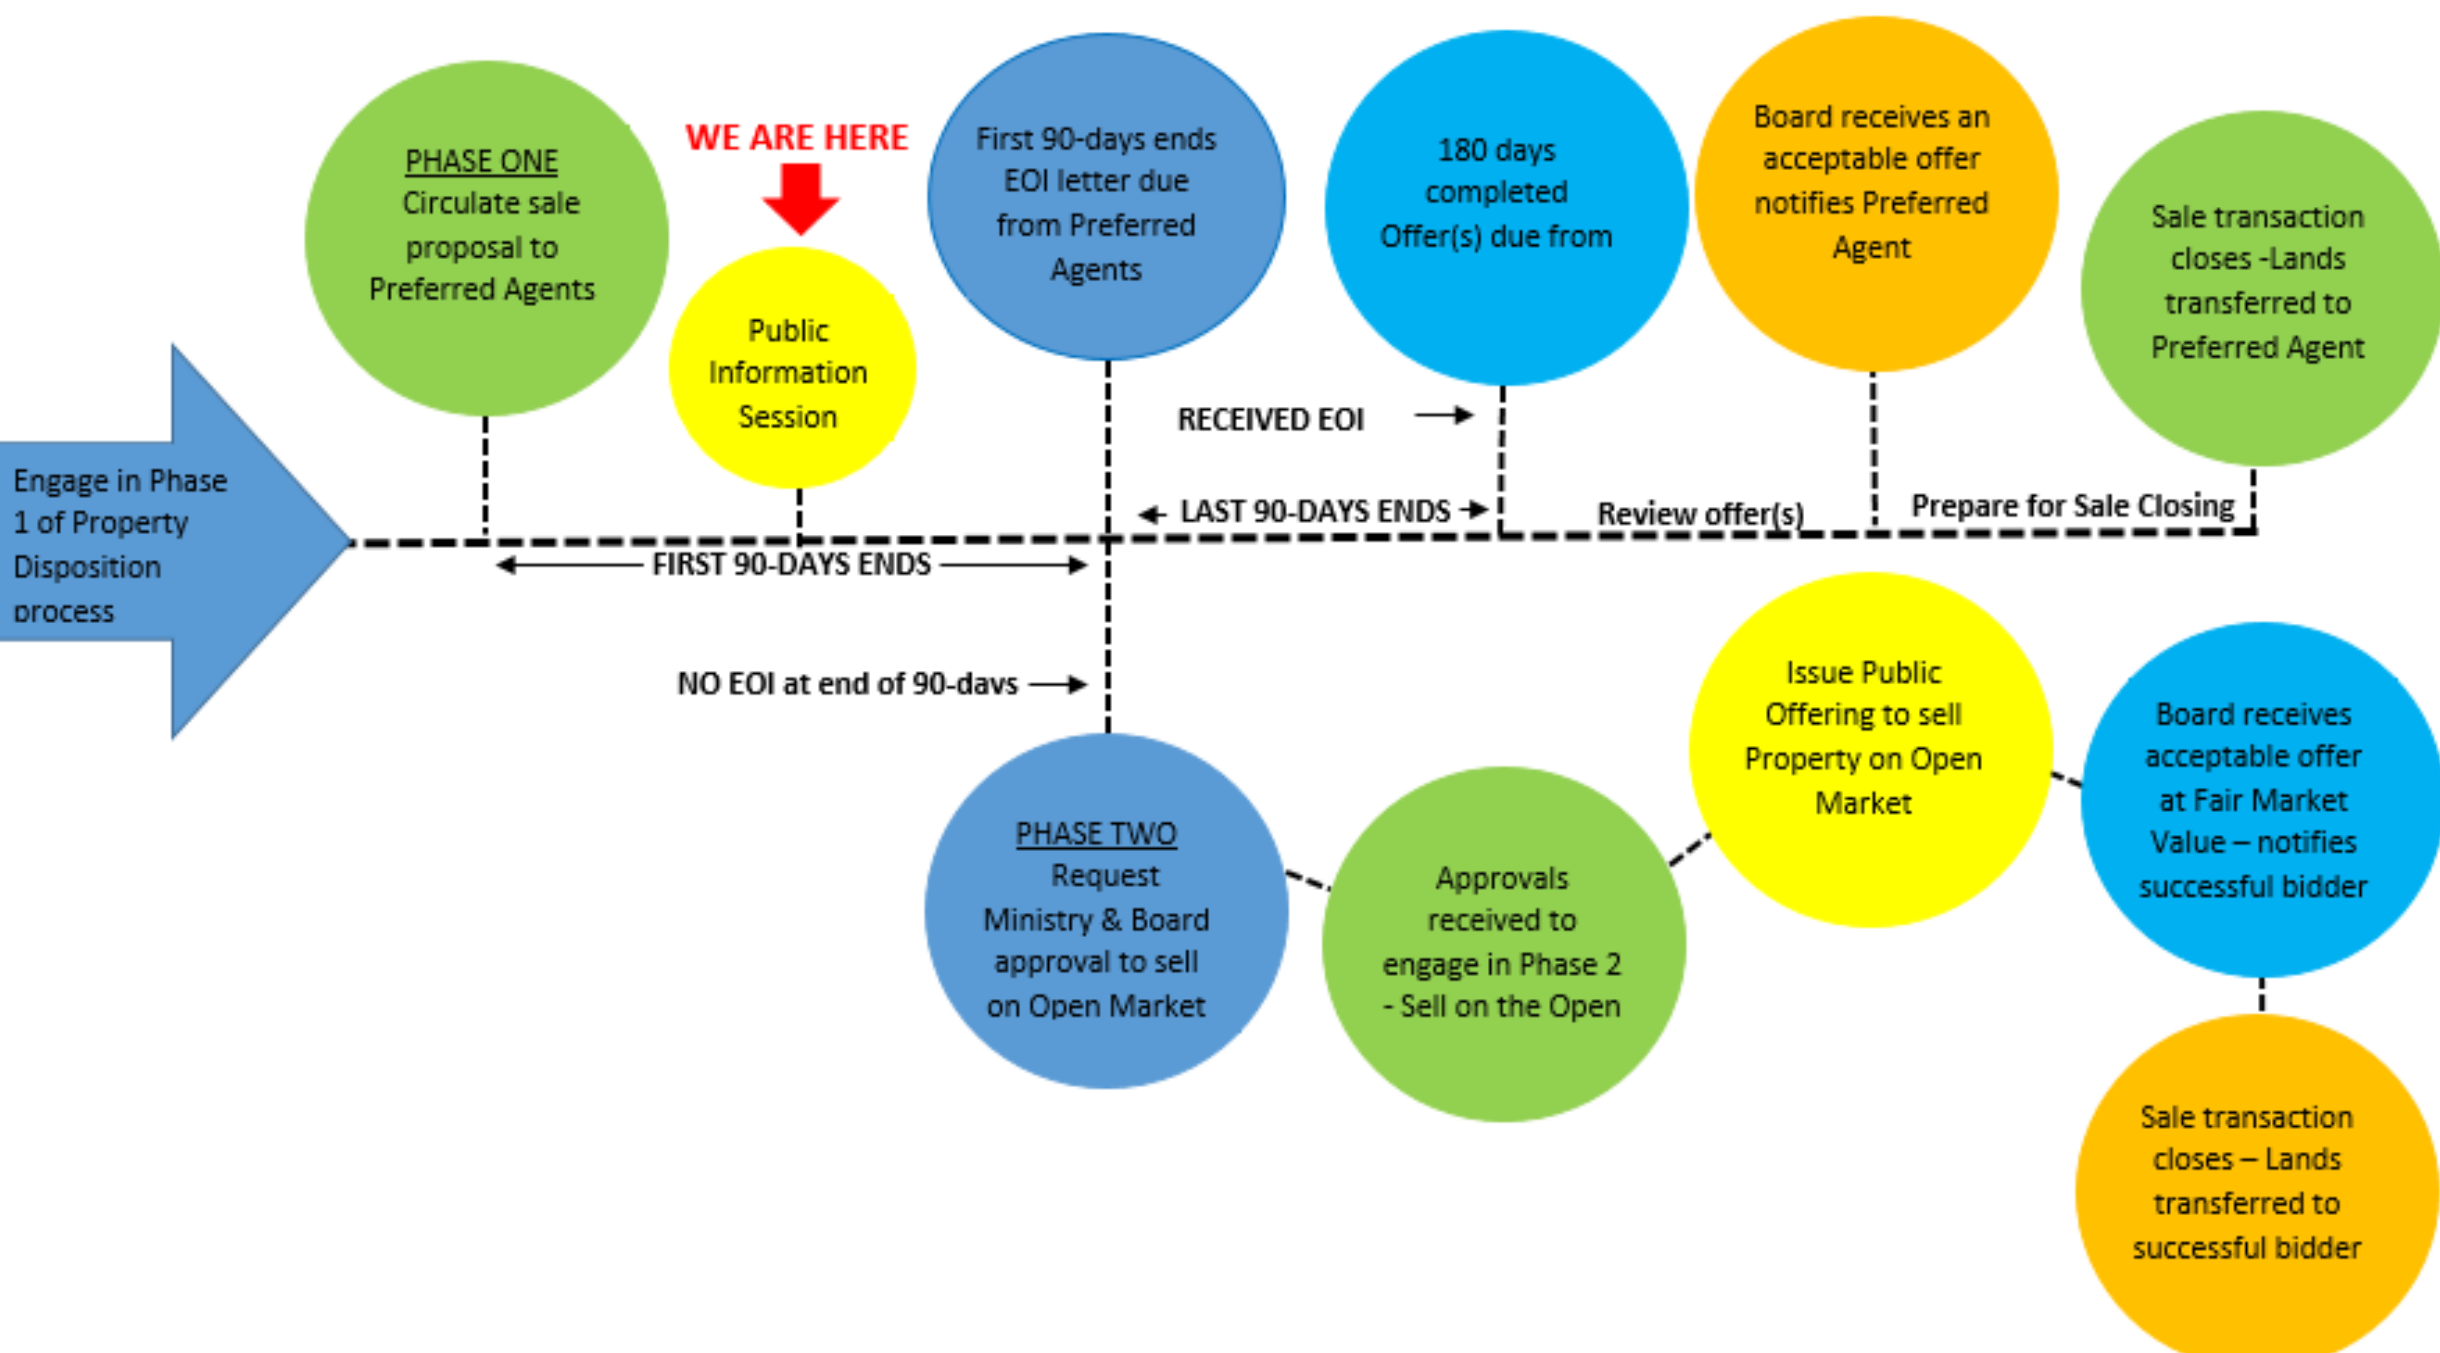 Engage in Phase
1 of Property
Disposition
process
PHASE ONE
Circulate sale
proposal to
Preferred Agents
WE ARE HERE
Public
Information
Session
First 90-days ends
EOI letter due
from Preferred
Agents
180 days
completed
Offer(s) due from
Board receives an
acceptable offer
notifies Preferred
Agent
Sale transaction
closes -Lands
transferred to
Preferred Agent
RECEIVED EOI
LAST 90-DAYS ENDS
Review offer(s)
Prepare for Sale Closing
FIRST 90-DAYS ENDS
NO EOI at end of 90-days
PHASE TWO
Request
Ministry & Board
approval to sell
on Open Market
Approvals
received to
engage in Phase 2
- Sell on the Open
Issue Public
Offering to sell
Property on Open
Market
Board receives
acceptable offer
at Fair Market
Value – notifies
successful bidder
Sale transaction
closes – Lands
transferred to
successful bidder